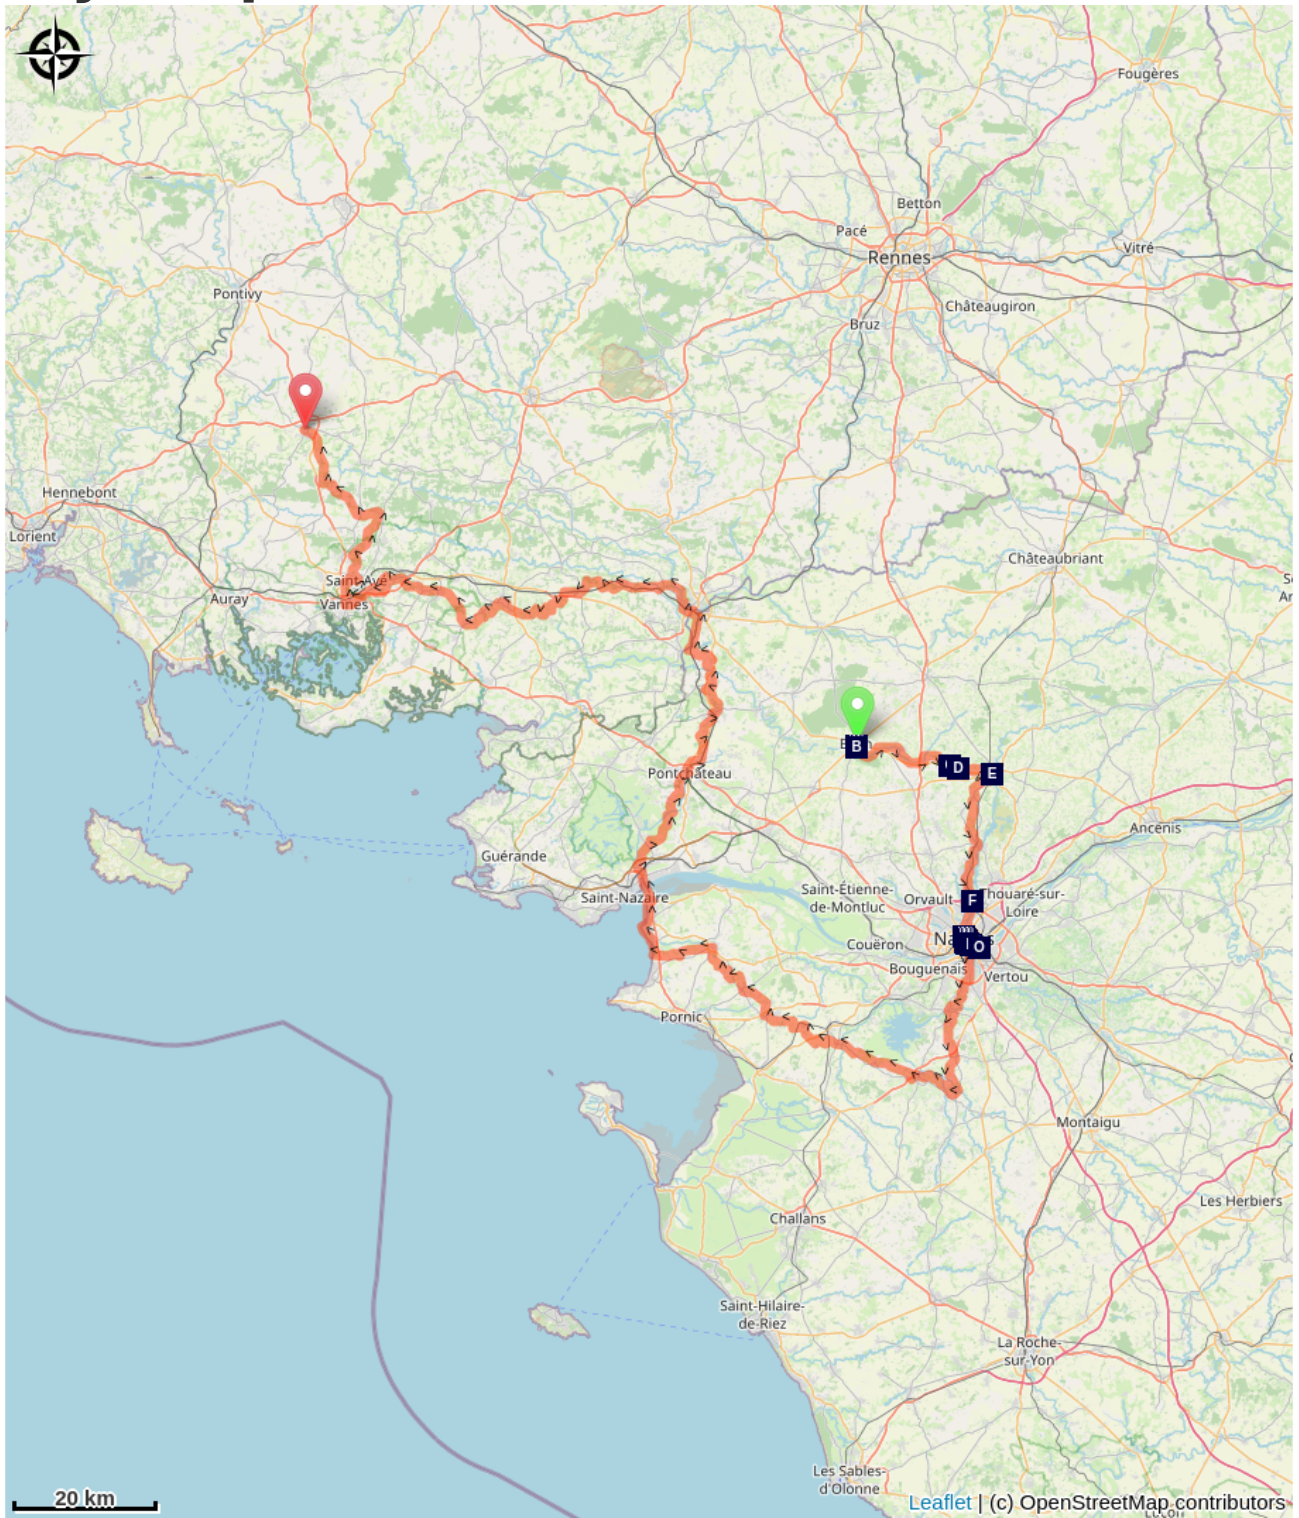 Fougères
Betton
Pacé
Vitré
Rennes
Pontivy
Châteaugiron
Bruz
Hennebont
Lorient
Châteaubriant
Saint-Avé
Auray
Vannes
B
D
E
Pontchâteau
Ancenis
Guérande
Saint-Étienne-
de-Montluc
Orvault
F
Thouaré-sur-
Loire
Saint-Nazaire
Couëron
I
O
Bouguenais
Vertou
Pornic
Montaigu
Les Herbiers
Challans
Saint-Hilaire-
de-Riez
La Roche-
sur-Yon
Les Sables-
d'Olonne
20 km
Leaflet | (c) OpenStreetMap contributors